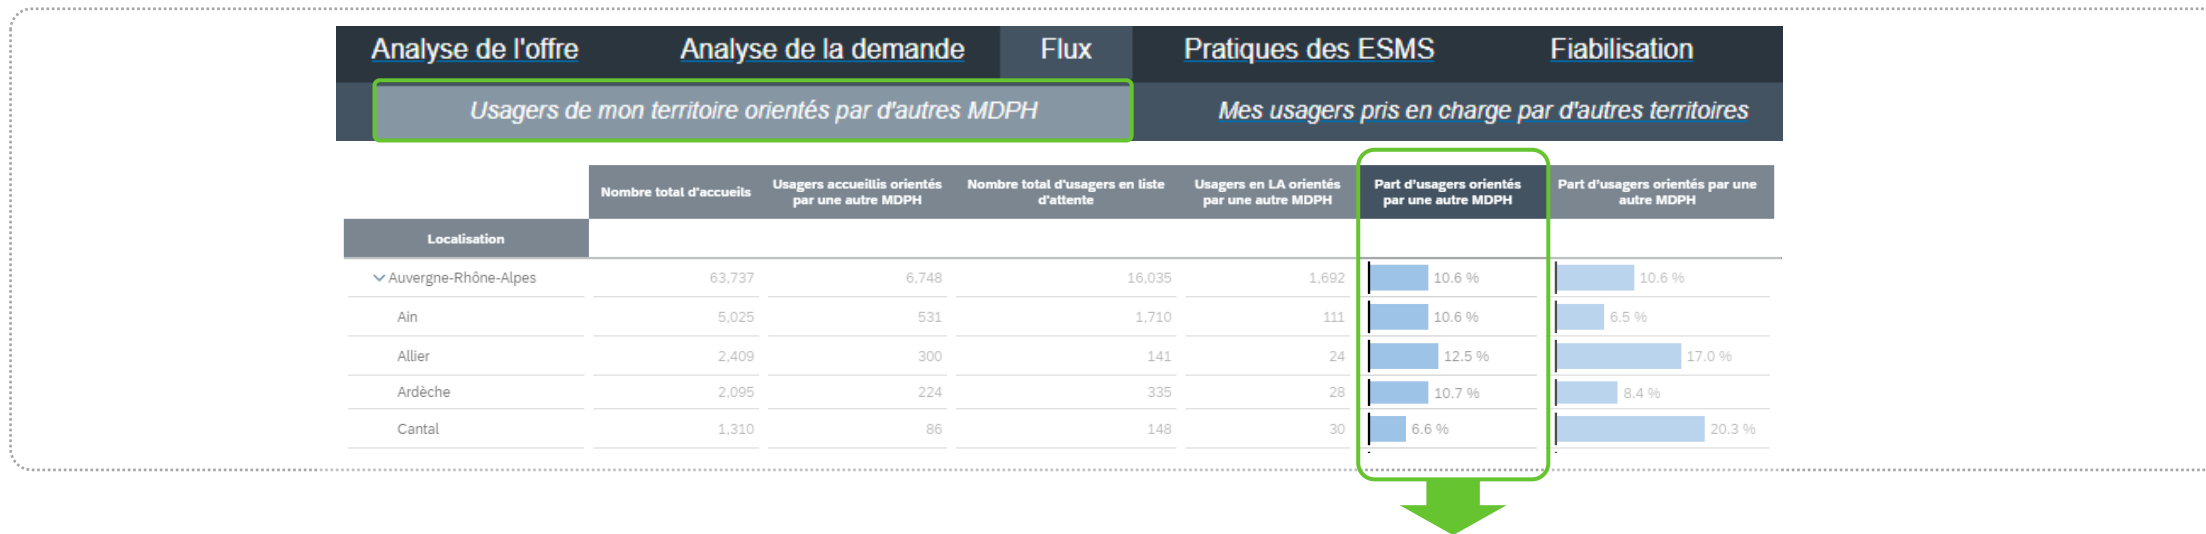 Analyse de l'offre Analyse de la demande Flux Pratiques des ESMS Fiabilisation
Usagers de mon territoire orientés par d'autres MDPH Mes usagers pris en charge par d'autres territoires
Nombre total d'accueils Usagers accueillis orientés par une autre MDPH Nombre total d'usagers en liste d'attente Usagers en LA orientés par une autre MDPH Part d'usagers orientés par une autre MDPH Part d'usagers orientés par une autre MDPH
Localisation
Auvergne-Rhône-Alpes 63,737 6,748 16,035 1,692 10.6 % 10.6 %
Ain 5,025 531 1,710 111 10.6 % 6.5 %
Allier 2,409 300 141 24 12.5 % 17.0 %
Ardèche 2,095 224 335 28 10.7 % 8.4 %
Cantal 1,310 86 148 30 6.6 % 20.3 %